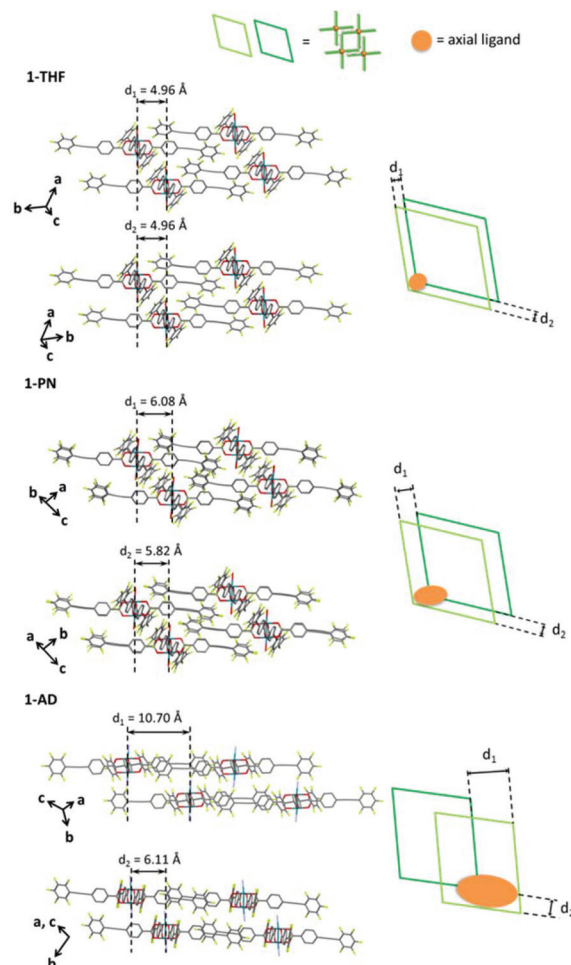 = = axial ligand
1-THF
d₁ = 4.96 Å
a
b
c
d₁
d₂ = 4.96 Å
d₂
a
b
c
1-PN
d₁ = 6.08 Å
b a
c
d₁
d₂ = 5.82 Å
d₂
a b
c
1-AD
d₁ = 10.70 Å
d₁
c a
b
d₂ = 6.11 Å
d₂
a, c
b